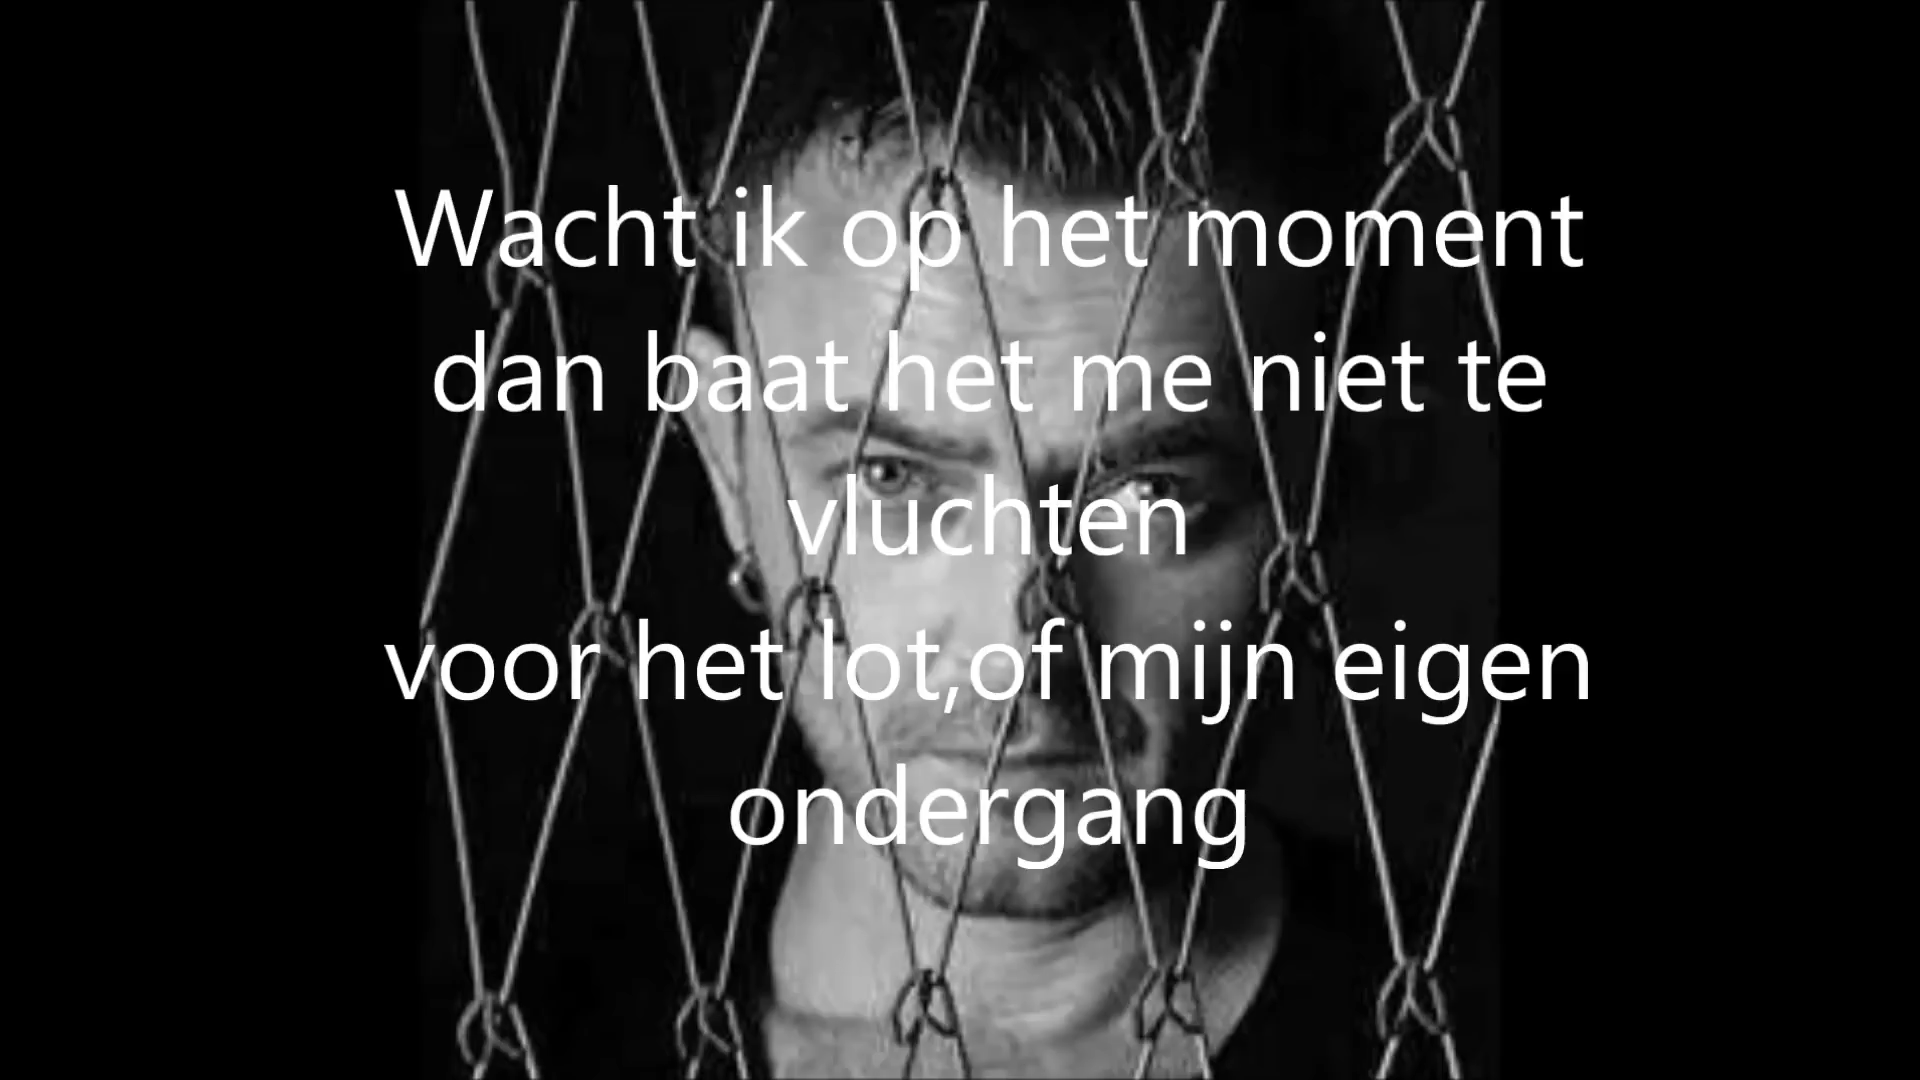 Wacht ik op het moment
dan baat het me niet te
vluchten
voor het lot,of mijn eigen
ondergang